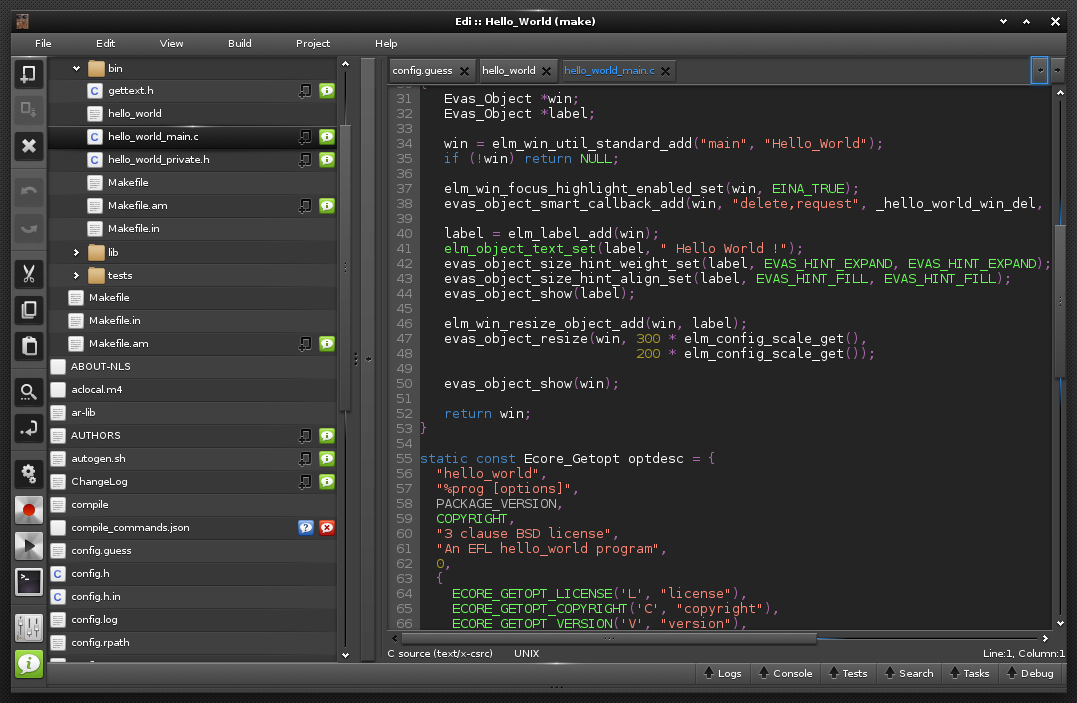 Edi :: Hello_World (make)
File Edit View Build Project Help
bin
gettext.h
hello_world
hello_world_main.c
hello_world_private.h
Makefile
Makefile.am
Makefile.in
lib
tests
Makefile
Makefile.in
Makefile.am
ABOUT-NLS
aclocal.m4
ar-lib
AUTHORS
autogen.sh
ChangeLog
compile
compile_commands.json
config.guess
config.h
config.h.in
config.log
config.rpath
config.guess hello_world hello_world_main.c
31 Evas_Object *win;
32 Evas_Object *label;
33
34 win = elm_win_util_standard_add("main", "Hello_World");
35 if (!win) return NULL;
36
37 elm_win_focus_highlight_enabled_set(win, EINA_TRUE);
38 evas_object_smart_callback_add(win, "delete,request", _hello_world_win_del,
39
40 label = elm_label_add(win);
41 elm_object_text_set(label, " Hello World !");
42 evas_object_size_hint_weight_set(label, EVAS_HINT_EXPAND, EVAS_HINT_EXPAND);
43 evas_object_size_hint_align_set(label, EVAS_HINT_FILL, EVAS_HINT_FILL);
44 evas_object_show(label);
45
46 elm_win_resize_object_add(win, label);
47 evas_object_resize(win, 300 * elm_config_scale_get(),
48 200 * elm_config_scale_get());
49
50 evas_object_show(win);
51
52 return win;
53 }
54
55 static const Ecore_Getopt optdesc = {
56 "hello_world",
57 "%prog [options]",
58 PACKAGE_VERSION,
59 COPYRIGHT,
60 "3 clause BSD license",
61 "An EFL hello_world program",
62 0,
63 {
64 ECORE_GETOPT_LICENSE('L', "license"),
65 ECORE_GETOPT_COPYRIGHT('C', "copyright"),
66 ECORE_GETOPT_VERSION('V', "version"),
C source (text/x-csrc) UNIX Line:1, Column:1
Logs Console Tests Search Tasks Debug